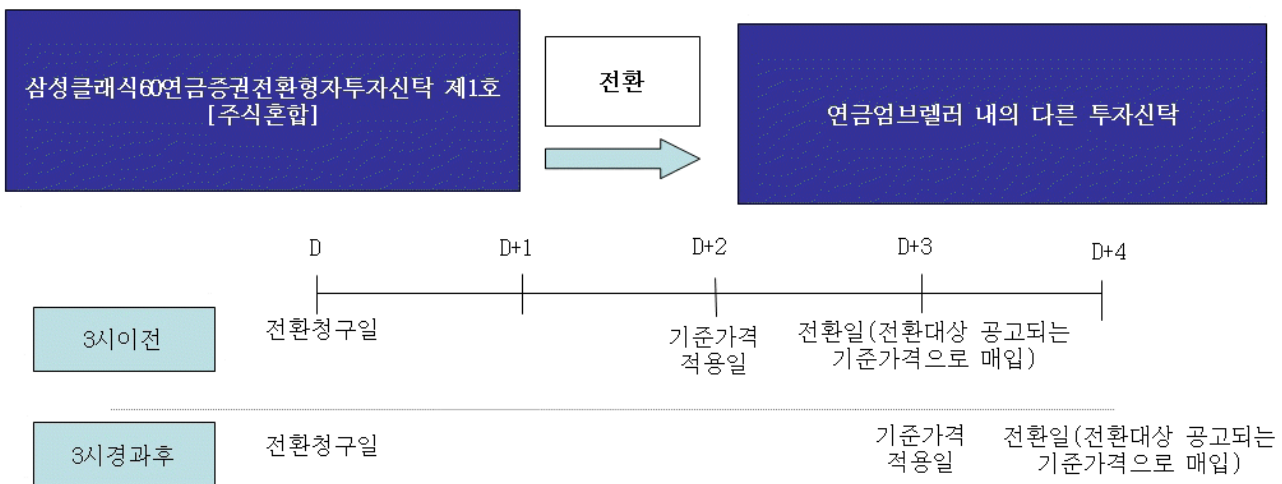 삼성클래식60연금증권전환형자투자신탁 제1호
[주식혼합]
전환
연금엄브렐러 내의 다른 투자신탁
D
D+1
D+2
D+3
D+4
3시이전
전환청구일
기준가격
적용일
전환일(전환대상 공고되는
기준가격으로 매입)
3시경과후
전환청구일
기준가격
적용일
전환일(전환대상 공고되는
기준가격으로 매입)